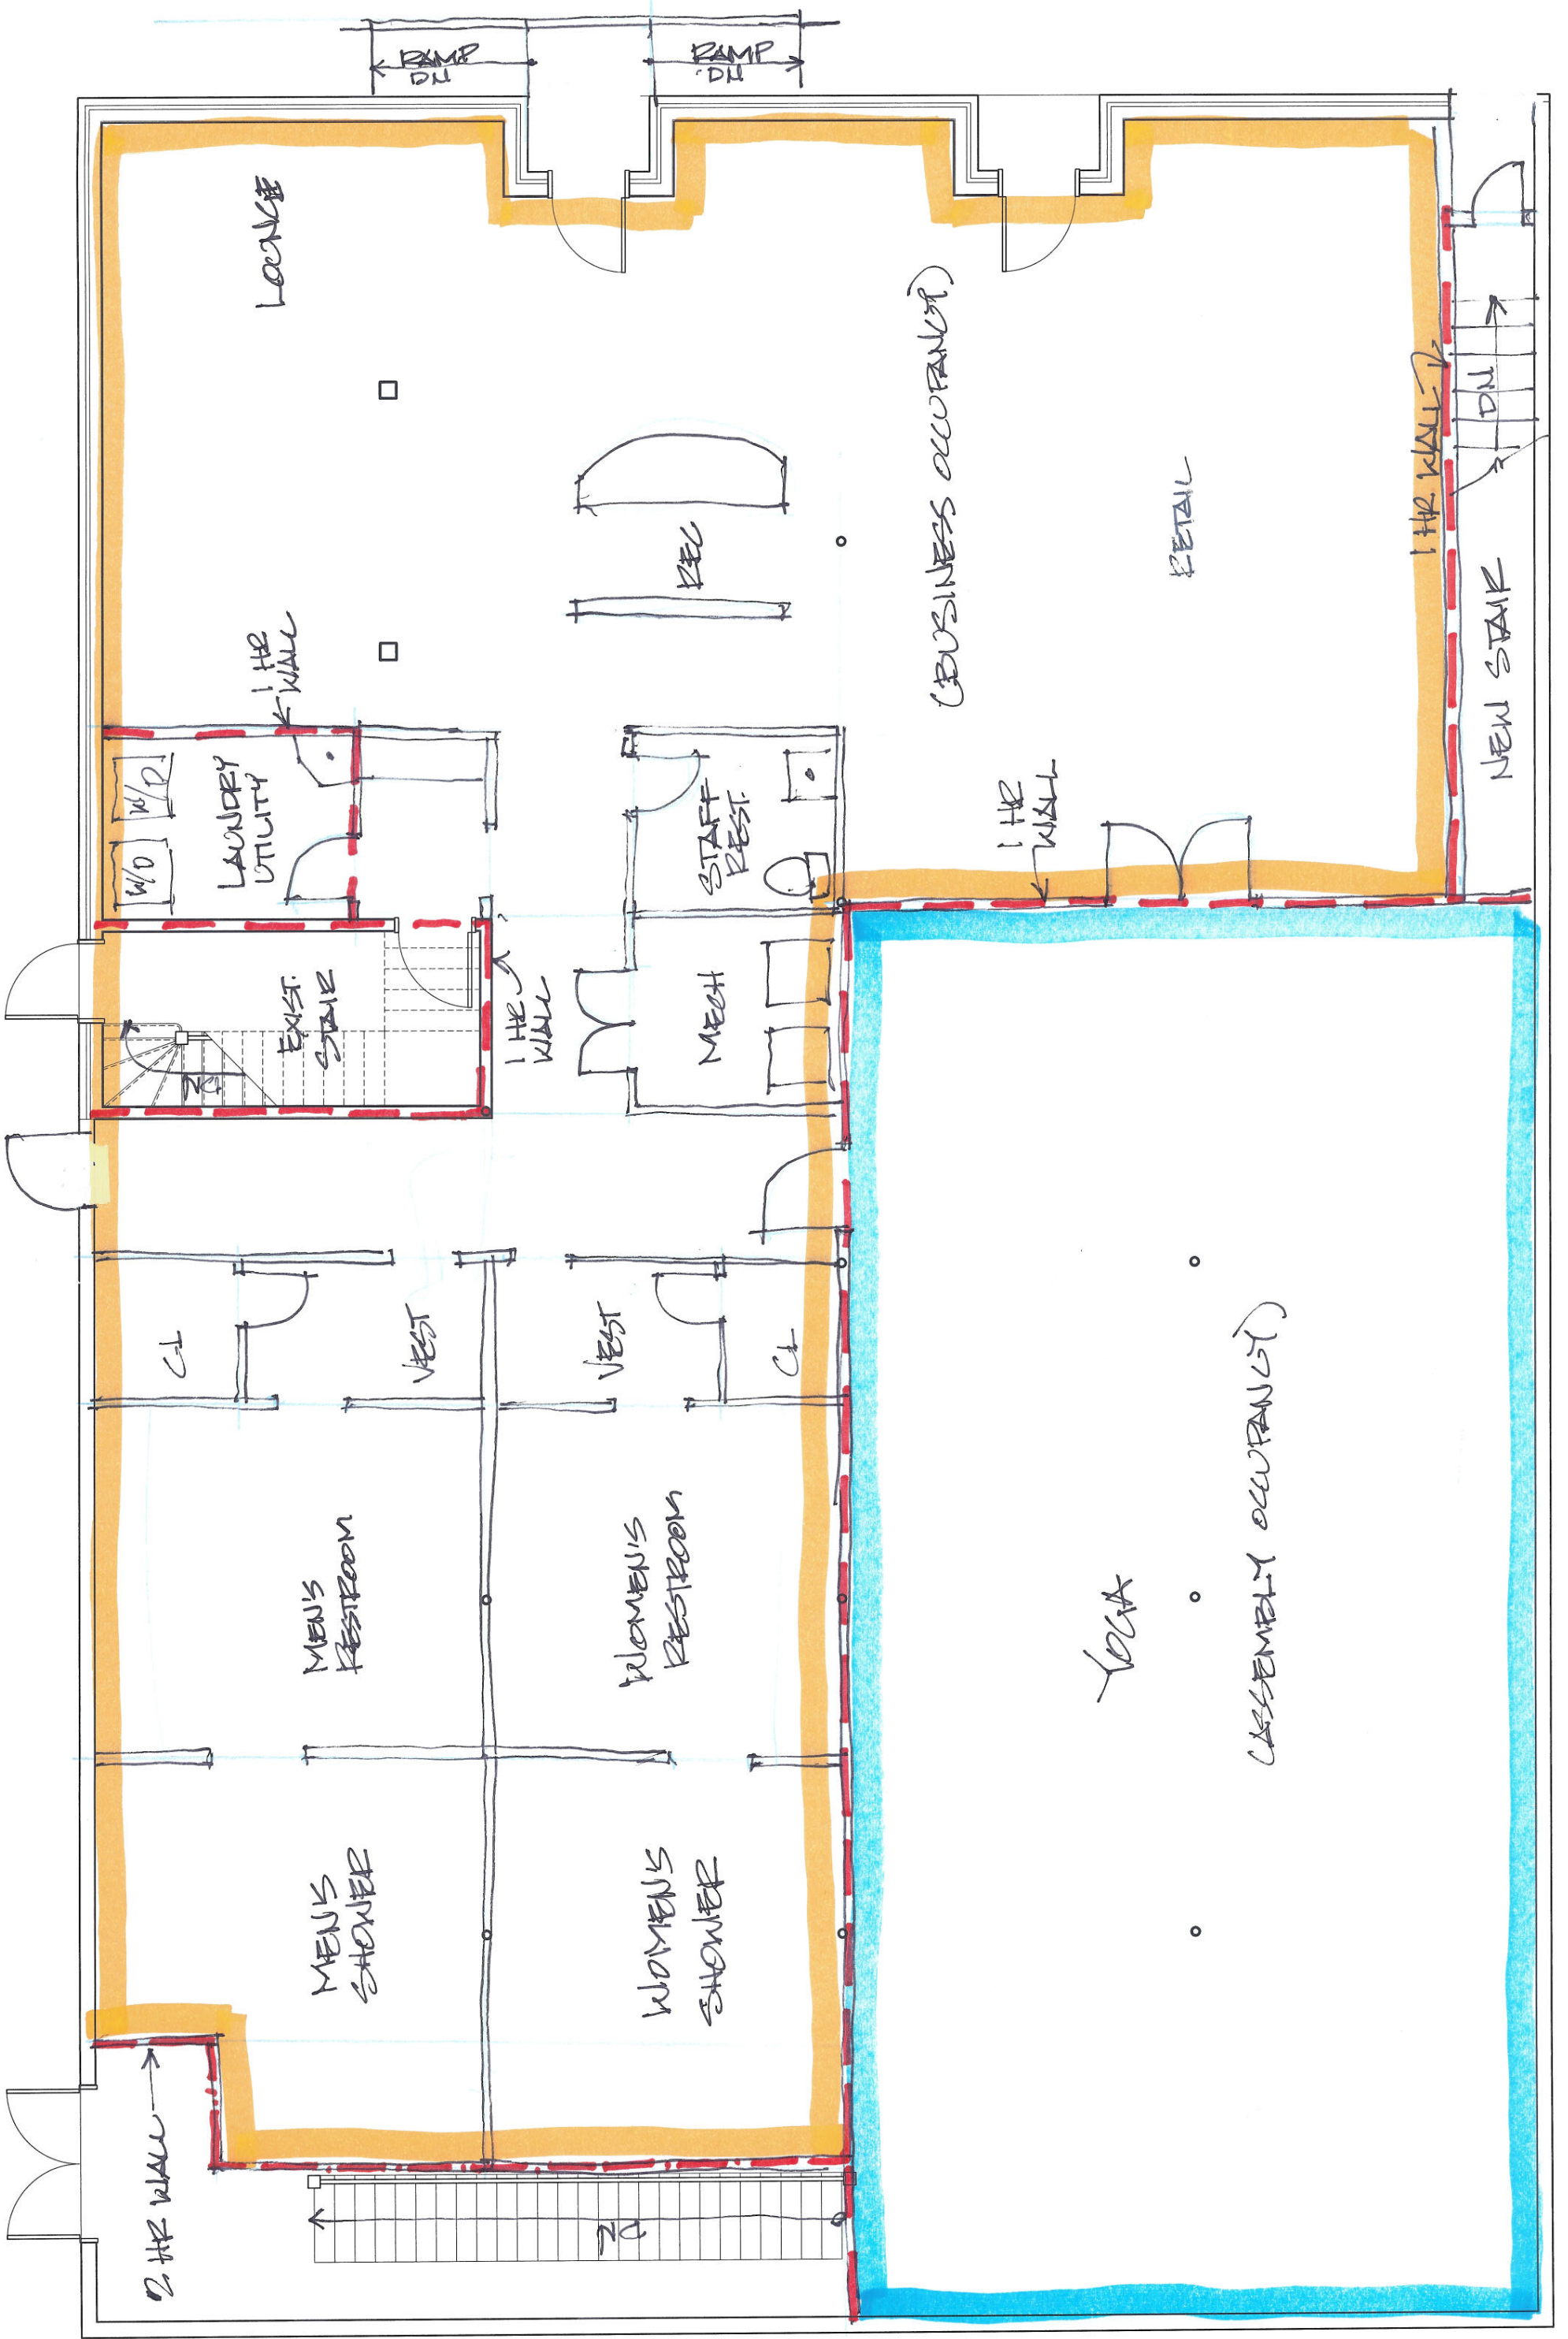 RAMP
DN
RAMP
DN
LOUNGE
(BUSINESS OCCUPANCY)
RETAIL
REC
1 HR WALL
DN
NEW STAIR
1 HR
WALL
LAUNDRY
UTILITY
W/D
W/D
STAFF
REST.
1 HR
WALL
EXIST.
STAIR
DN
1 HR
WALL
MECH
CL
VEST
VEST
CL
MEN'S
RESTROOM
WOMEN'S
RESTROOM
YOGA
(ASSEMBLY OCCUPANCY)
MEN'S
SHOWER
WOMEN'S
SHOWER
2 HR WALL
DN